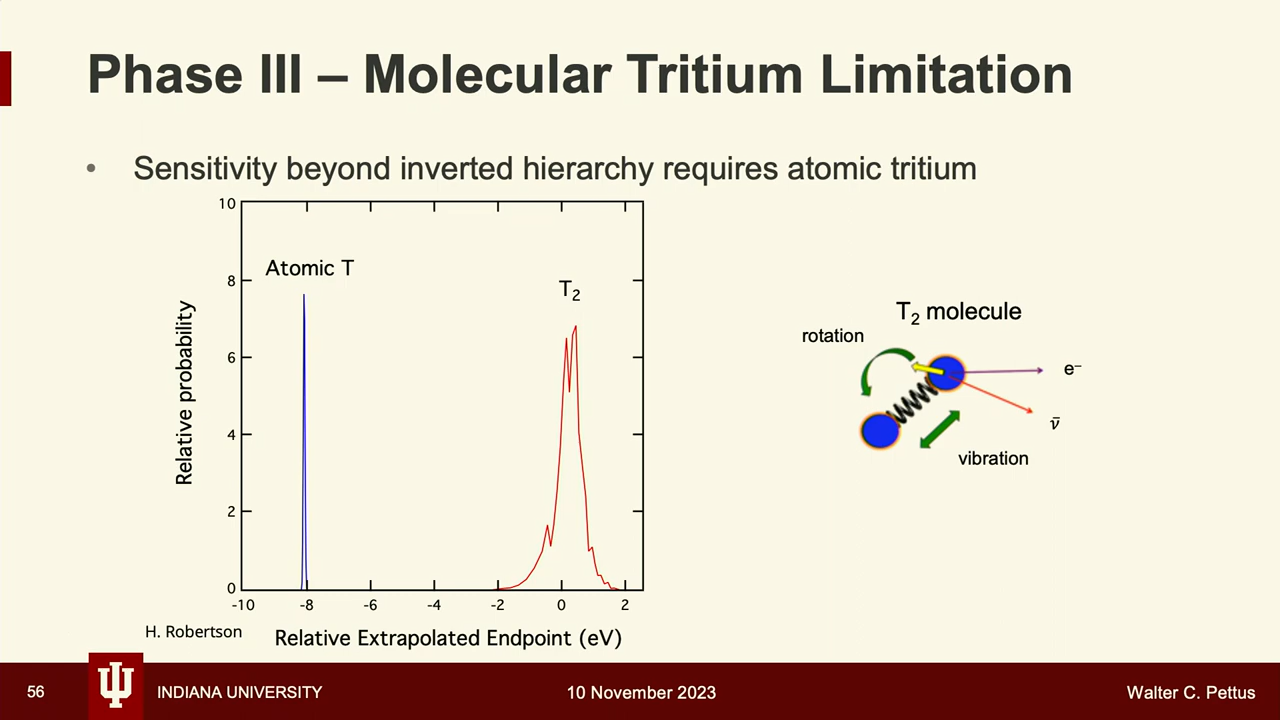 Phase III – Molecular Tritium Limitation
• Sensitivity beyond inverted hierarchy requires atomic tritium
10
8
6
4
2
0
Relative probability
Atomic T
T₂
-10 -8 -6 -4 -2 0 2
Relative Extrapolated Endpoint (eV)
H. Robertson
T₂ molecule
rotation
e⁻
ν̄
vibration
56
INDIANA UNIVERSITY
10 November 2023
Walter C. Pettus